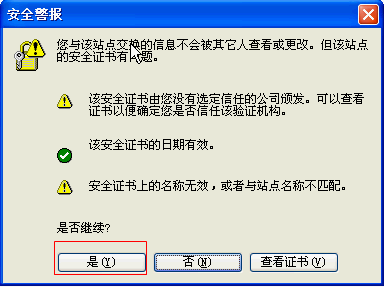 安全警报
您与该站点交换的信息不会被其它人查看或更改。但该站点
的安全证书有问题。
该安全证书由您没有选定信任的公司颁发。可以查看
证书以便确定您是否信任该验证机构。
该安全证书的日期有效。
安全证书上的名称无效，或者与站点名称不匹配。
是否继续?
是(Y)
否(N)
查看证书(V)